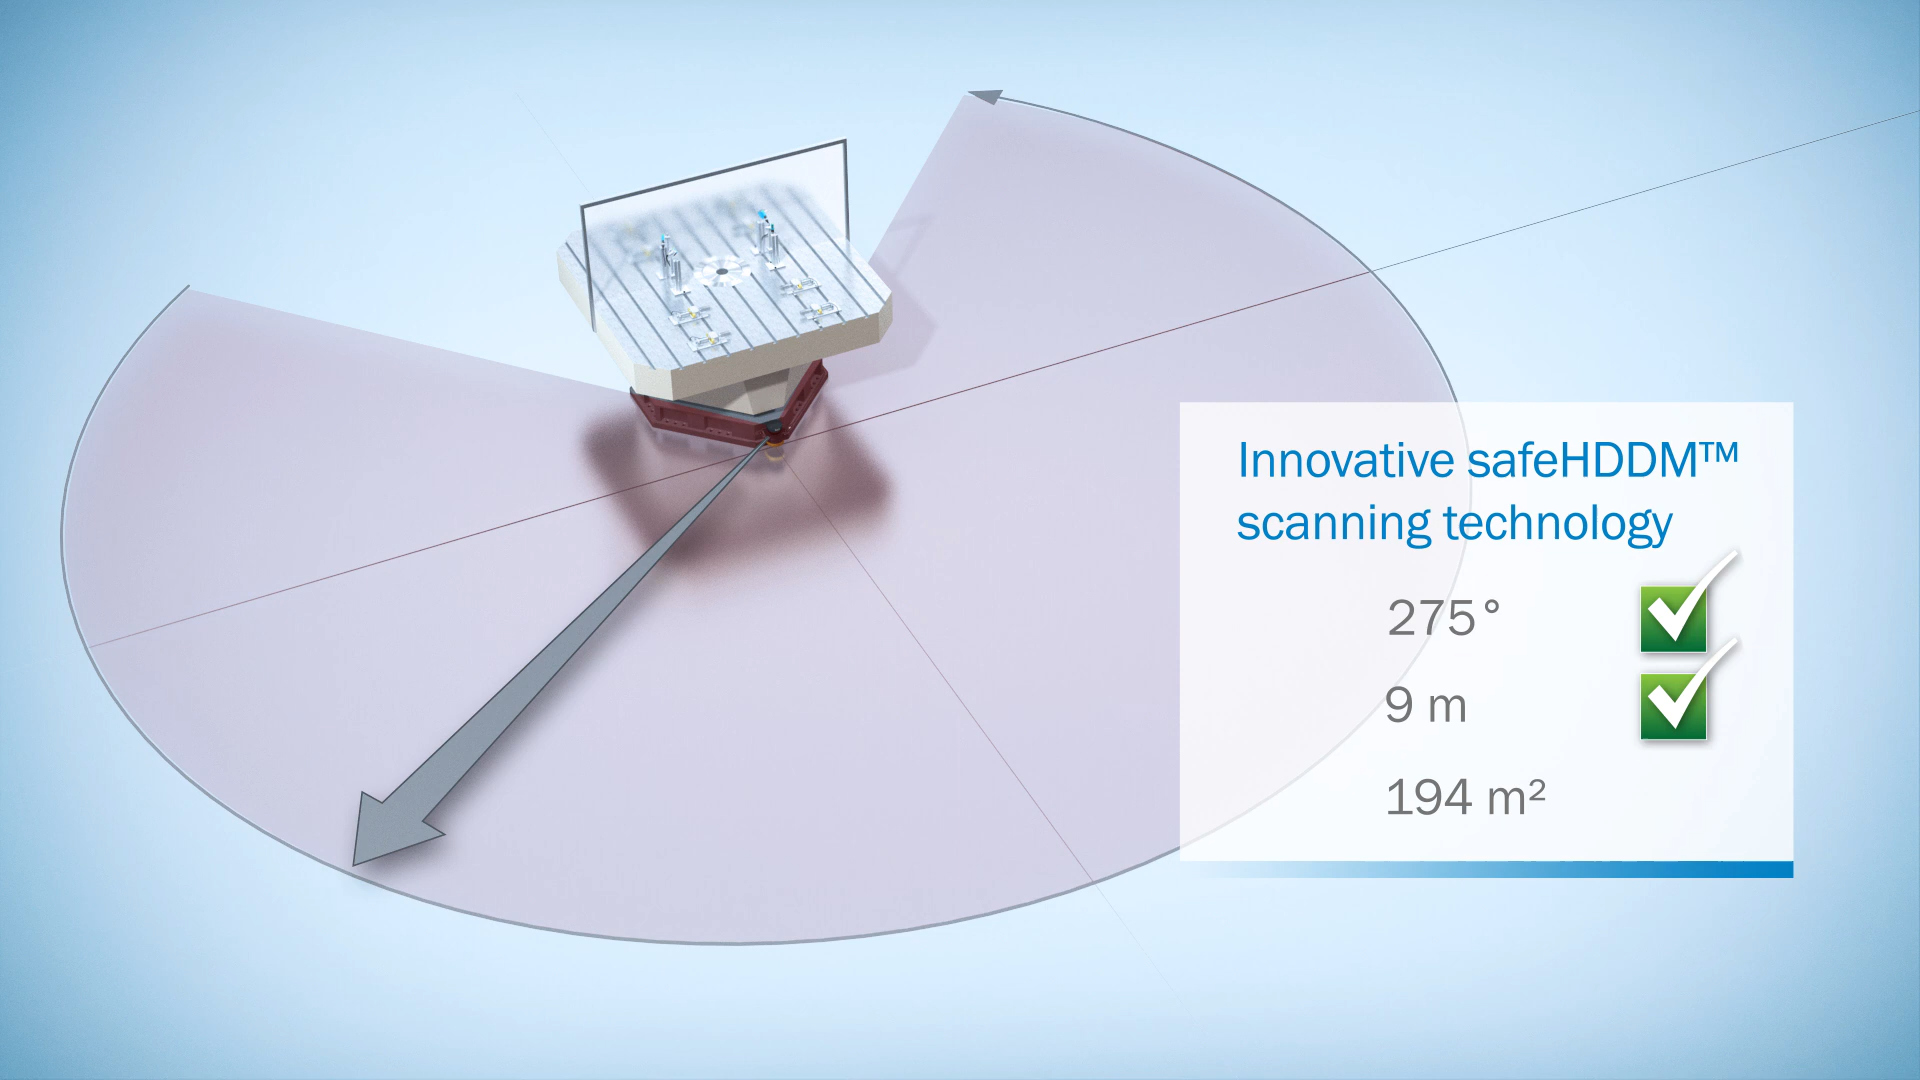 Innovative safeHDDM™
scanning technology
275°
9 m
194 m²